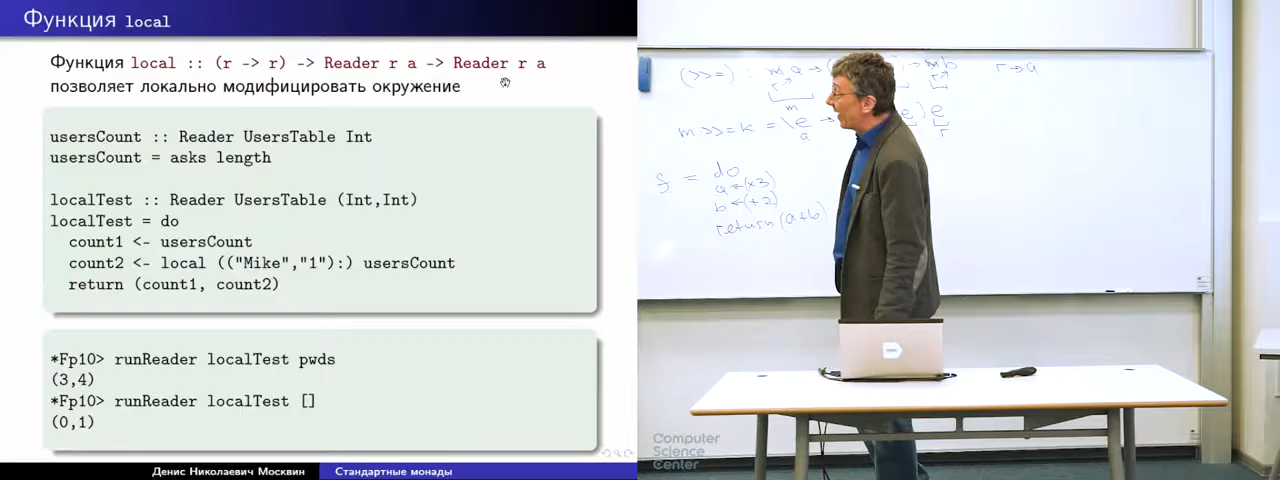 Функция local
Функция local :: (r -> r) -> Reader r a -> Reader r a
позволяет локально модифицировать окружение
usersCount :: Reader UsersTable Int
usersCount = asks length
localTest :: Reader UsersTable (Int,Int)
localTest = do
count1 <- usersCount
count2 <- local (("Mike","1"):) usersCount
return (count1, count2)
*Fp10> runReader localTest pwds
(3,4)
*Fp10> runReader localTest []
(0,1)
Денис Николаевич Москвин
Стандартные монады
(>>=) :
r → a
m
m >>= k = \e →
e) e
a
r
f = do
a ← (*3)
b ← (+2)
return (a+b)
Computer
Science
Center